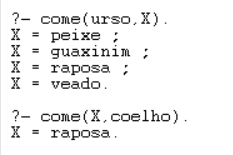 ?- come(urso,X).
X = peixe ;
X = guaxinim ;
X = raposa ;
X = veado.
?- come(X,coelho).
X = raposa.